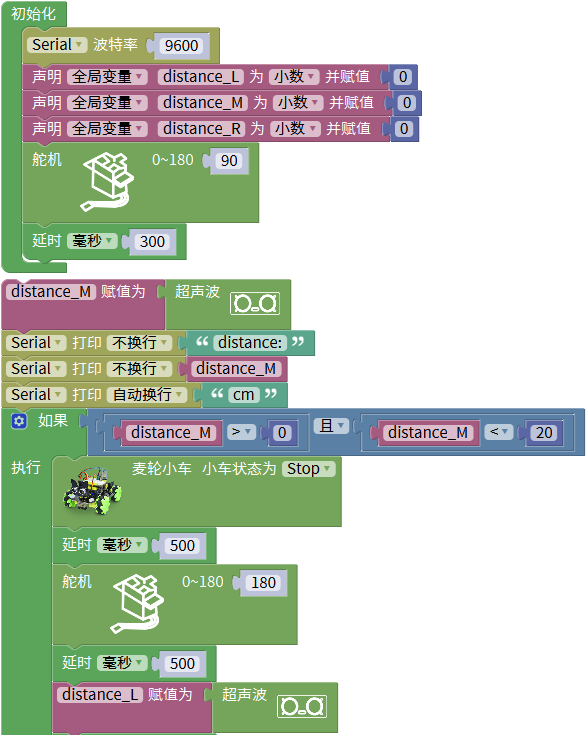 初始化
Serial 波特率 9600
声明 全局变量 distance_L 为 小数 并赋值 0
声明 全局变量 distance_M 为 小数 并赋值 0
声明 全局变量 distance_R 为 小数 并赋值 0
舵机 0~180 90
延时 毫秒 300
distance_M 赋值为 超声波
Serial 打印 不换行 “ distance: ”
Serial 打印 不换行 distance_M
Serial 打印 自动换行 “ cm ”
如果 distance_M > 0 且 distance_M < 20
执行 麦轮小车 小车状态为 Stop
延时 毫秒 500
舵机 0~180 180
延时 毫秒 500
distance_L 赋值为 超声波